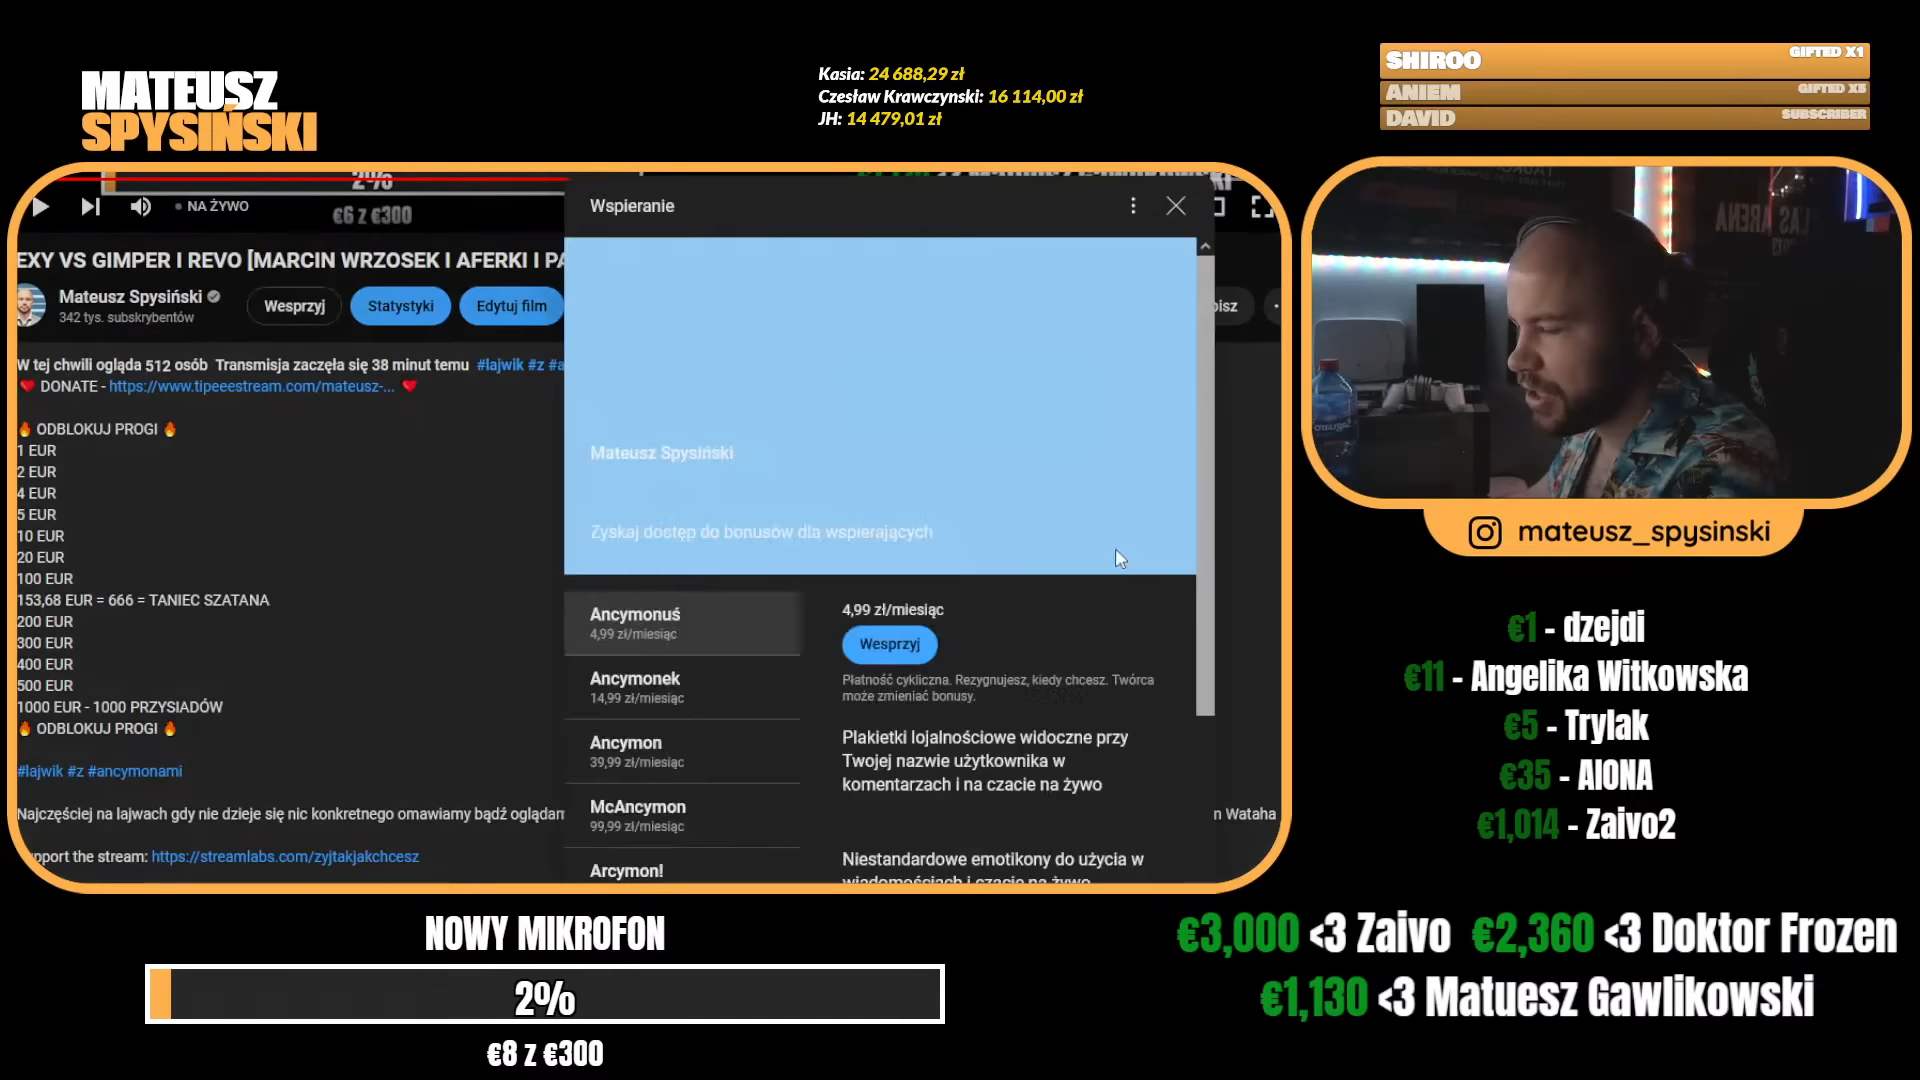 MATEUSZ
SPYSIŃSKI
Kasia: 24 688,29 zł
Czesław Krawczynski: 16 114,00 zł
JH: 14 479,01 zł
SHIROO GIFTED X1
ANIEM GIFTED X5
DAVID SUBSCRIBER
2%
NA ŻYWO
€6 z €300
EXY VS GIMPER I REVO [MARCIN WRZOSEK I AFERKI I PA
Mateusz Spysiński
342 tys. subskrybentów
Wesprzyj
Statystyki
Edytuj film
W tej chwili ogląda 512 osób Transmisja zaczęła się 38 minut temu #lajwik #z #a
DONATE - https://www.tipeeestream.com/mateusz-...
ODBLOKUJ PROGI
1 EUR
2 EUR
4 EUR
5 EUR
10 EUR
20 EUR
100 EUR
153,68 EUR = 666 = TANIEC SZATANA
200 EUR
300 EUR
400 EUR
500 EUR
1000 EUR - 1000 PRZYSIADÓW
ODBLOKUJ PROGI
#lajwik #z #ancymonami
Najczęściej na lajwach gdy nie dzieje się nic konkretnego omawiamy bądź oglądam
n Wataha
pport the stream: https://streamlabs.com/zyjtakjakchcesz
Wspieranie
Mateusz Spysiński
Zyskaj dostęp do bonusów dla wspierających
Ancymonuś
4,99 zł/miesiąc
Ancymonek
14,99 zł/miesiąc
Ancymon
39,99 zł/miesiąc
McAncymon
99,99 zł/miesiąc
Arcymon!
4,99 zł/miesiąc
Wesprzyj
Płatność cykliczna. Rezygnujesz, kiedy chcesz. Twórca
może zmieniać bonusy.
Plakietki lojalnościowe widoczne przy
Twojej nazwie użytkownika w
komentarzach i na czacie na żywo
Niestandardowe emotikony do użycia w
wiadomościach i czacie na żywo
pisz
LAS ARENA
mateusz_spysinski
€1 - dzejdi
€11 - Angelika Witkowska
€5 - Trylak
€35 - AIONA
€1,014 - Zaivo2
NOWY MIKROFON
2%
€8 z €300
€3,000 <3 Zaivo €2,360 <3 Doktor Frozen
€1,130 <3 Matuesz Gawlikowski